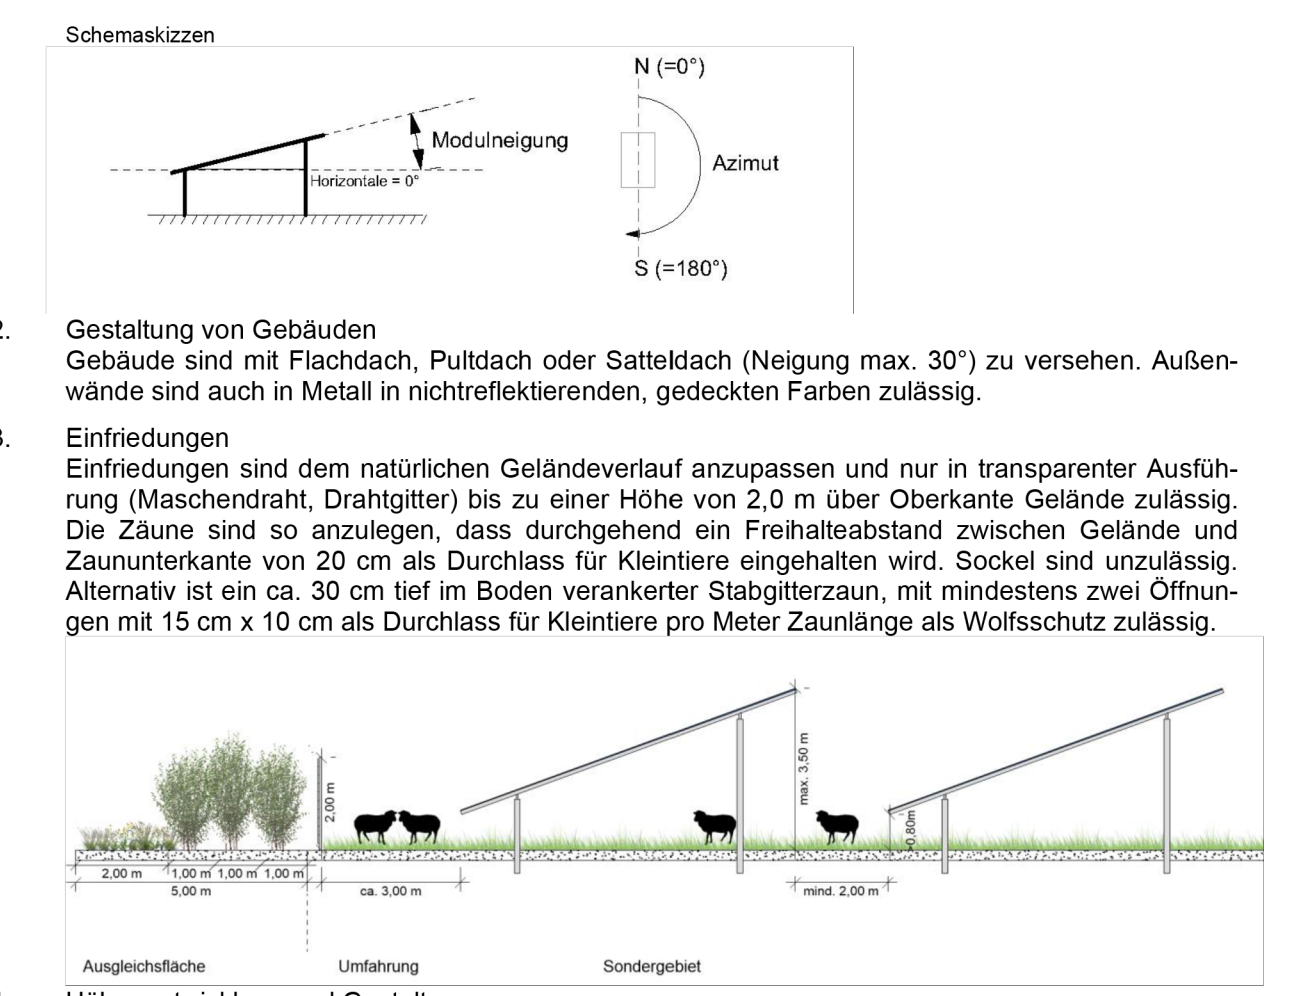 Schemaskizzen
N (=0°)
Modulneigung
Azimut
Horizontale = 0°
S (=180°)
2.
Gestaltung von Gebäuden
Gebäude sind mit Flachdach, Pultdach oder Satteldach (Neigung max. 30°) zu versehen. Außen-
wände sind auch in Metall in nichtreflektierenden, gedeckten Farben zulässig.
3.
Einfriedungen
Einfriedungen sind dem natürlichen Geländeverlauf anzupassen und nur in transparenter Ausfüh-
rung (Maschendraht, Drahtgitter) bis zu einer Höhe von 2,0 m über Oberkante Gelände zulässig.
Die Zäune sind so anzulegen, dass durchgehend ein Freihalteabstand zwischen Gelände und
Zaununterkante von 20 cm als Durchlass für Kleintiere eingehalten wird. Sockel sind unzulässig.
Alternativ ist ein ca. 30 cm tief im Boden verankerter Stabgitterzaun, mit mindestens zwei Öffnun-
gen mit 15 cm x 10 cm als Durchlass für Kleintiere pro Meter Zaunlänge als Wolfsschutz zulässig.
2,00 m
max. 3,50 m
0,80m
2,00 m 1,00 m 1,00 m 1,00 m
5,00 m
ca. 3,00 m
mind. 2,00 m
Ausgleichsfläche
Umfahrung
Sondergebiet